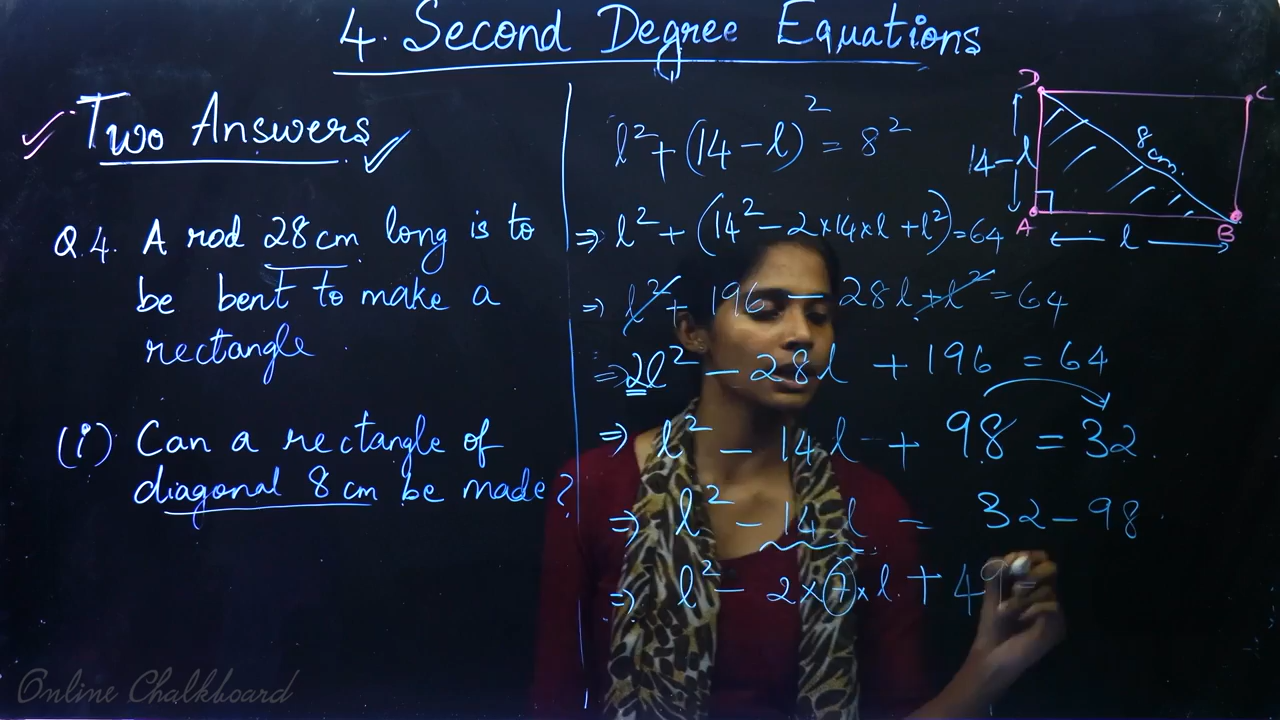 4. Second Degree Equations
Two Answers
Q.4. A rod 28cm long is to
be bent to make a
rectangle.
(i) Can a rectangle of
diagonal 8 cm be made?
l² + (14 - l)² = 8²
⇒ l² + (14² - 2×14×l + l²) = 64
⇒ l² + 196 - 28l + l² = 64
⇒ 2l² - 28l + 196 = 64
⇒ l² - 14l + 98 = 32.
⇒ l² - 14l = 32 - 98.
⇒ l² - 2×7×l + 49
D
C
8cm.
14-l
A
l
B
Online Chalkboard